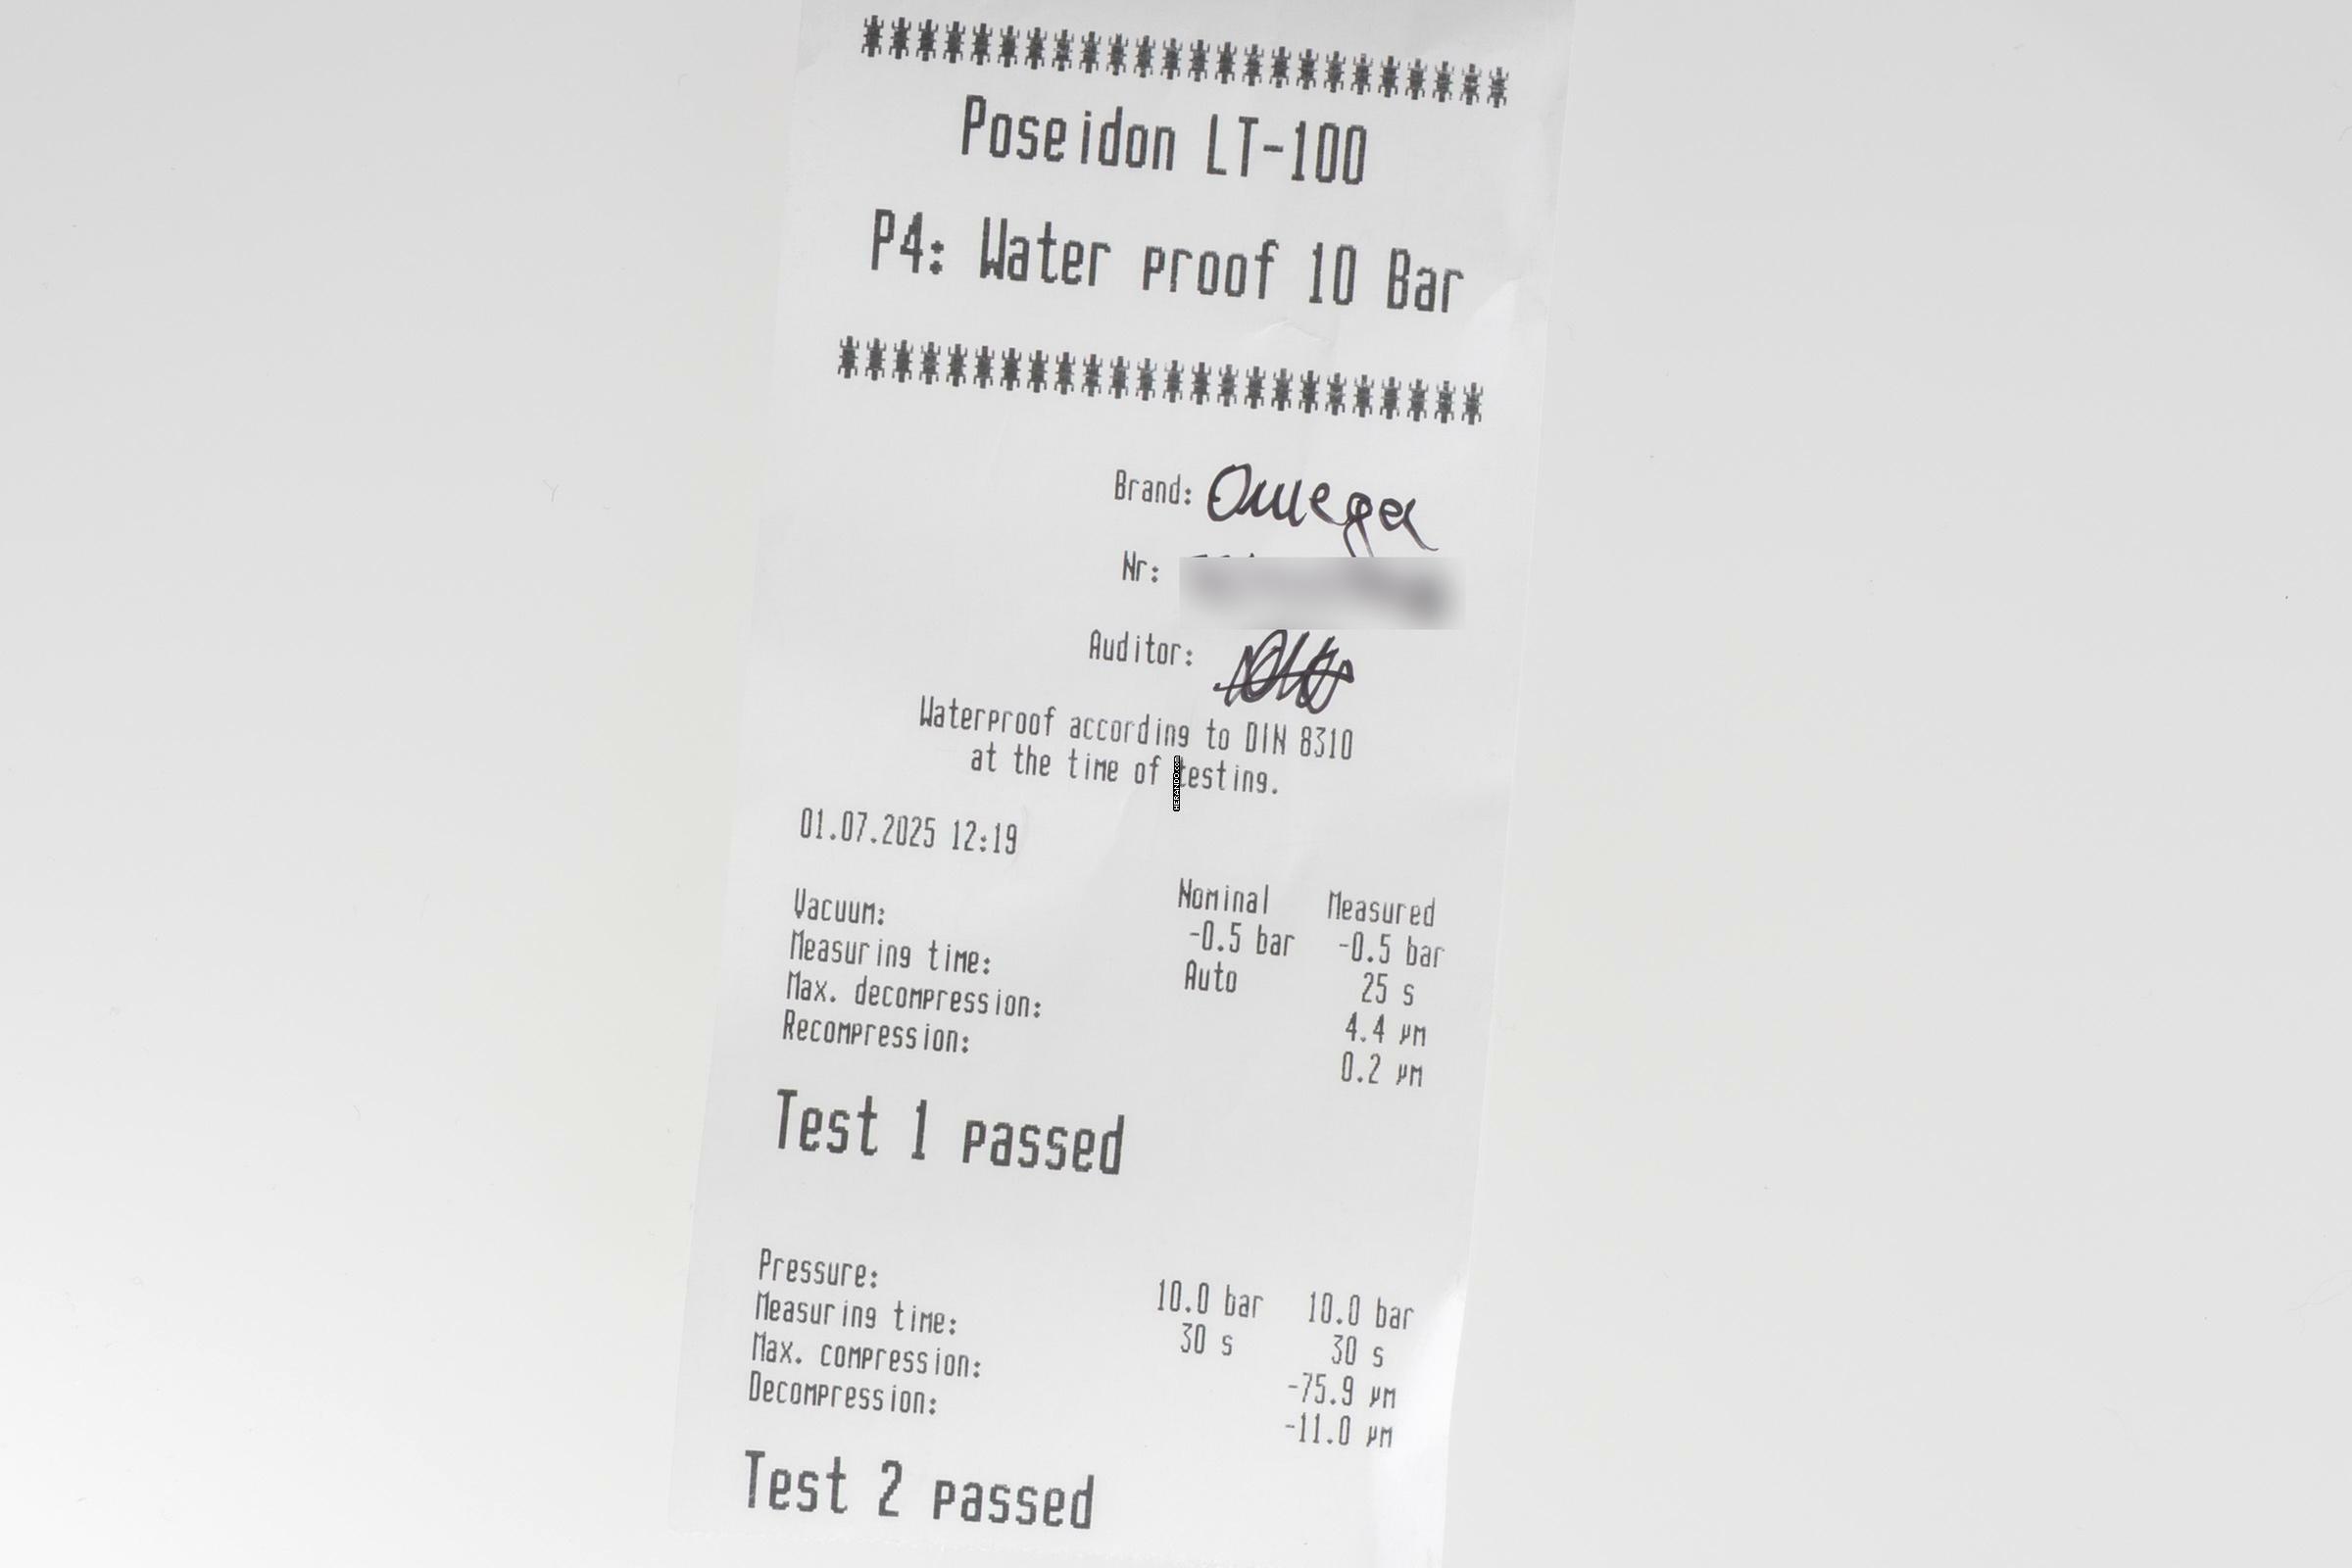 Poseidon LT-100
P4: Water proof 10 Bar
Brand: Omega
Nr:
Auditor:
Waterproof according to DIN 8310
at the time of testing.
HERANDO.com
01.07.2025 12:19
Nominal Measured
Vacuum: -0.5 bar -0.5 bar
Measuring time: Auto 25 s
Max. decompression: 4.4 µm
Recompression: 0.2 µm
Test 1 passed
Pressure: 10.0 bar 10.0 bar
Measuring time: 30 s 30 s
Max. compression: -75.9 µm
Decompression: -11.0 µm
Test 2 passed